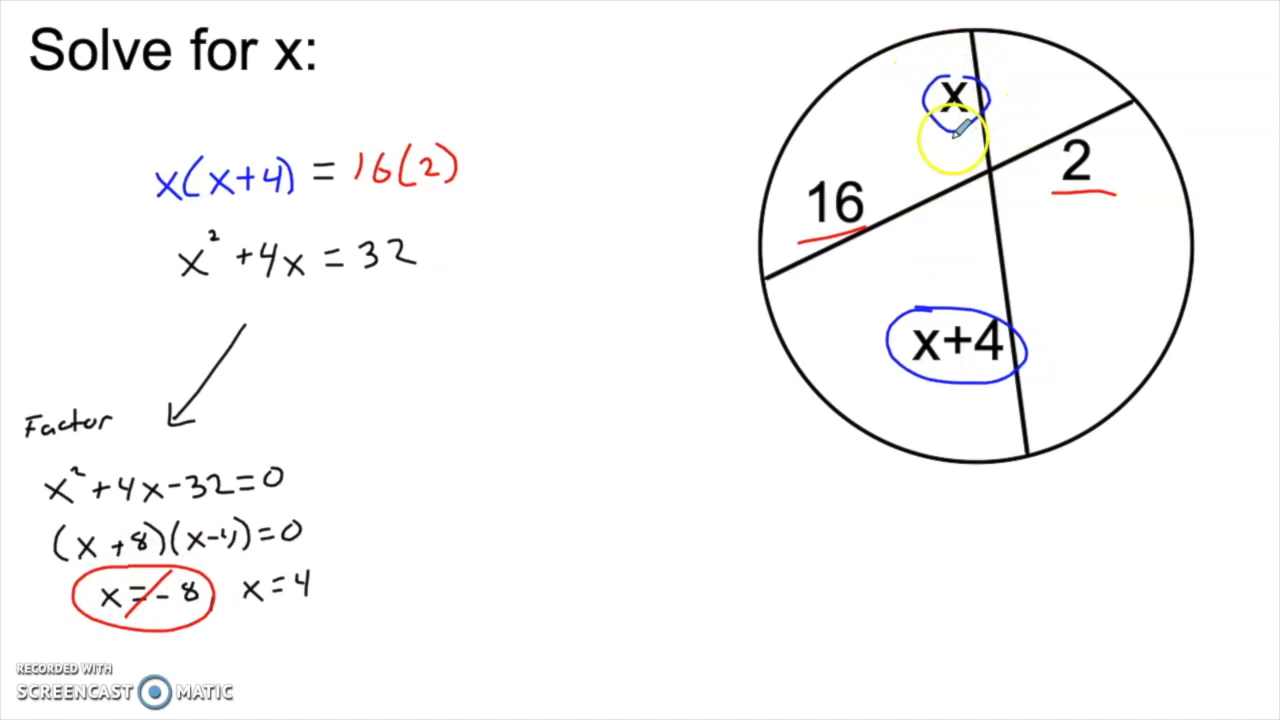 Solve for x:
x(x+4) = 16(2)
x² + 4x = 32
Factor
x² + 4x - 32 = 0
(x + 8)(x - 4) = 0
x = - 8, x = 4
x
2
16
x+4
RECORDED WITH
SCREENCAST MATIC